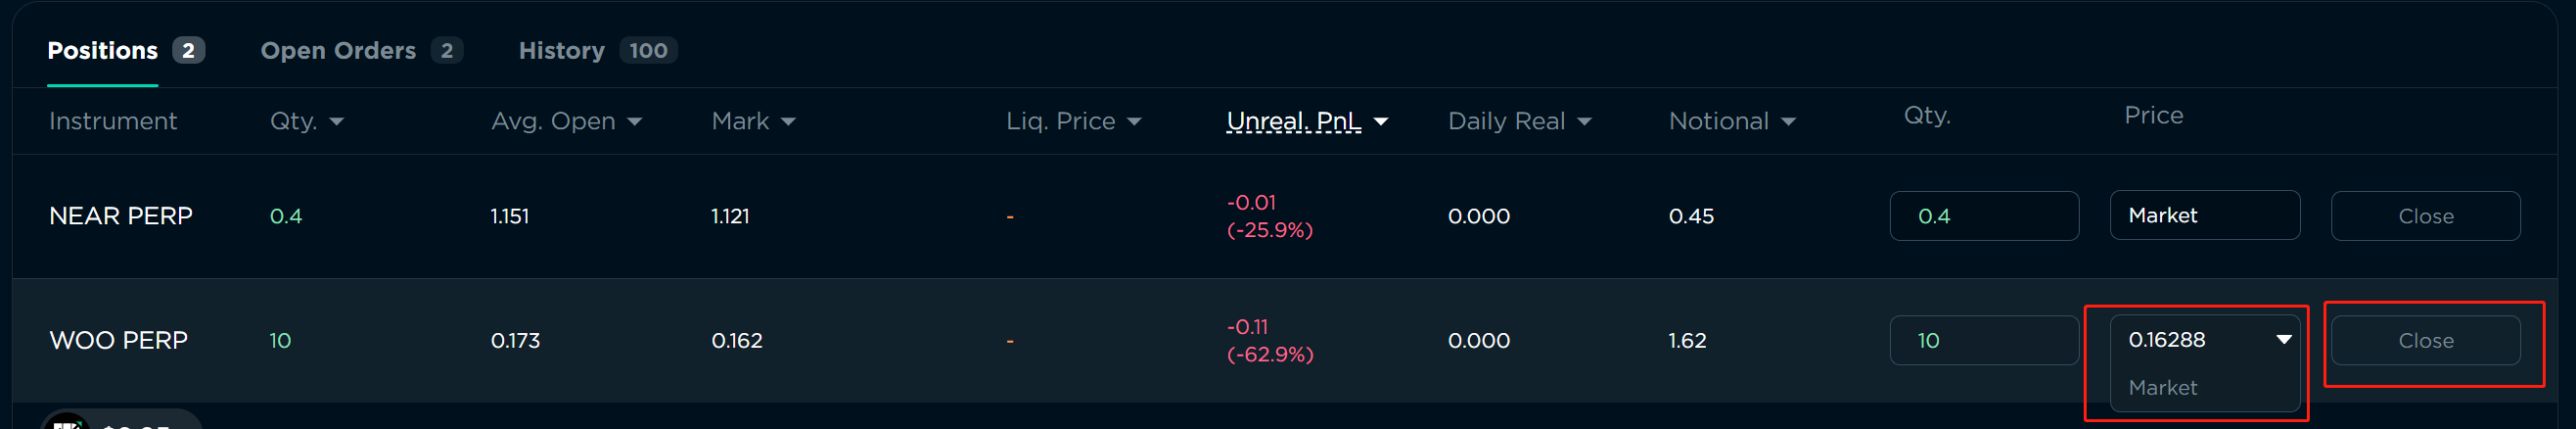 Positions 2 Open Orders 2 History 100
Instrument Qty. Avg. Open Mark Liq. Price Unreal. PnL Daily Real Notional Qty. Price
NEAR PERP 0.4 1.151 1.121 - -0.01 0.000 0.45 0.4 Market Close
(-25.9%)
WOO PERP 10 0.173 0.162 - -0.11 0.000 1.62 10 0.16288 Close
(-62.9%)
Market